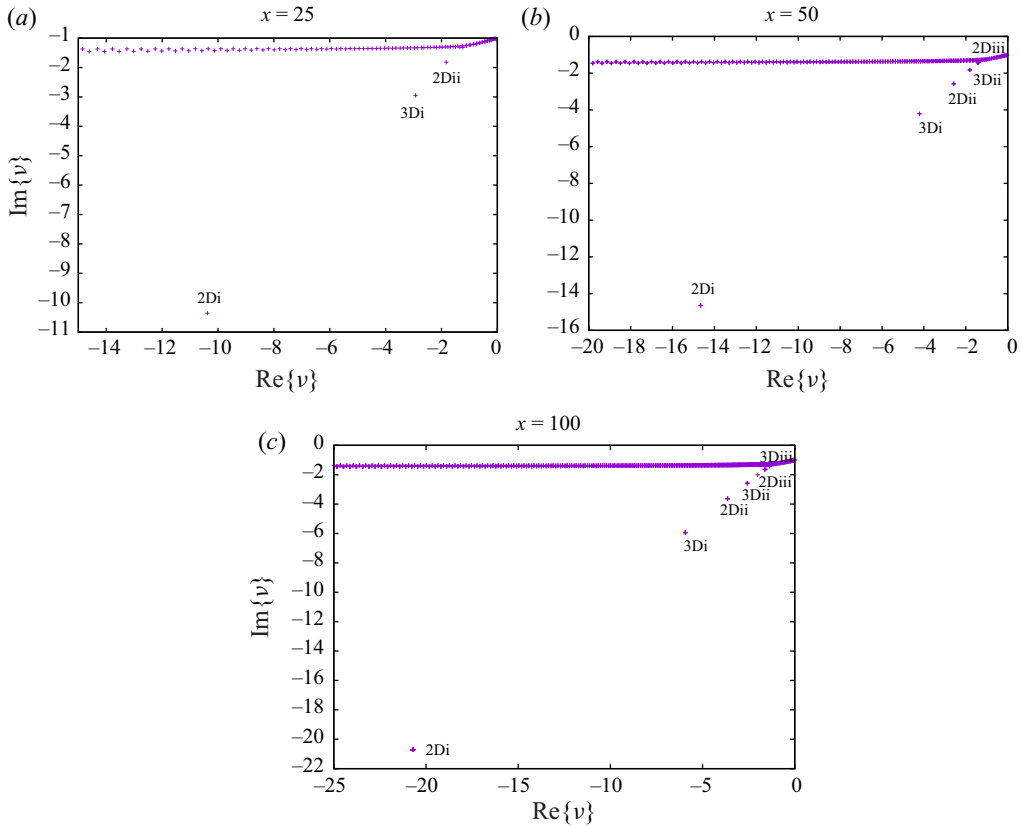 (a)
x = 25
–1
–2
–3
–4
–5
–6
–7
–8
–9
–10
–11
Im{ν}
2Dii
3Di
2Di
–14
–12
–10
–8
–6
–4
–2
0
Re{ν}
(b)
x = 50
0
–2
–4
–6
–8
–10
–12
–14
–16
2Diii
3Dii
2Dii
3Di
2Di
–20
–18
–16
–14
–12
–10
–8
–6
–4
–2
0
Re{ν}
(c)
x = 100
0
–2
–4
–6
–8
–10
–12
–14
–16
–18
–20
–22
Im{ν}
3Diii
2Diii
3Dii
2Dii
3Di
2Di
–25
–20
–15
–10
–5
0
Re{ν}